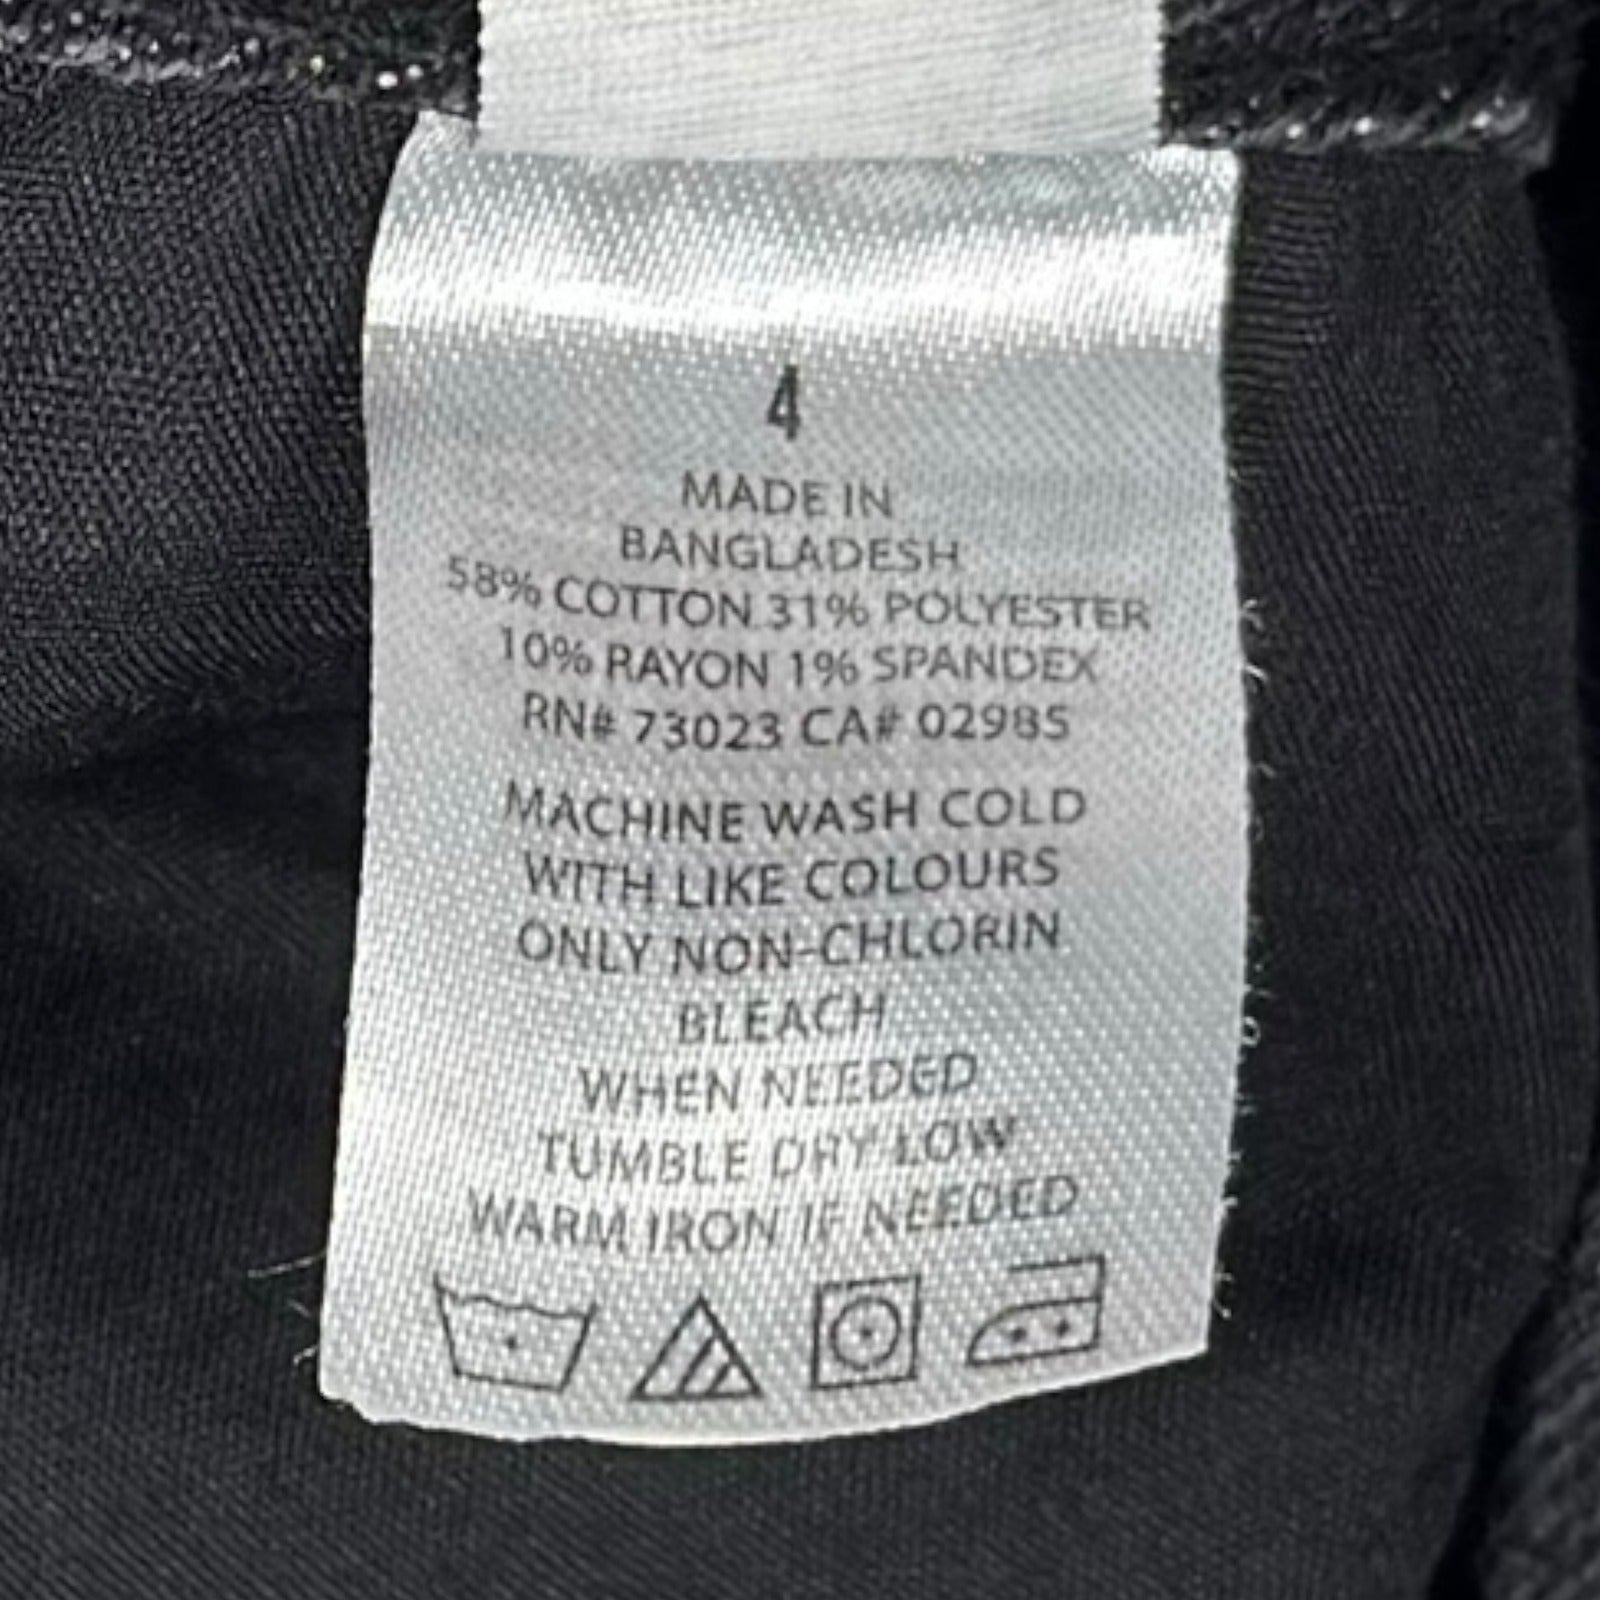 4
MADE IN
BANGLADESH
58% COTTON 31% POLYESTER
10% RAYON 1% SPANDEX
RN# 73023 CA# 02985
MACHINE WASH COLD
WITH LIKE COLOURS
ONLY NON-CHLORIN
BLEACH
WHEN NEEDED
TUMBLE DRY LOW
WARM IRON IF NEEDED